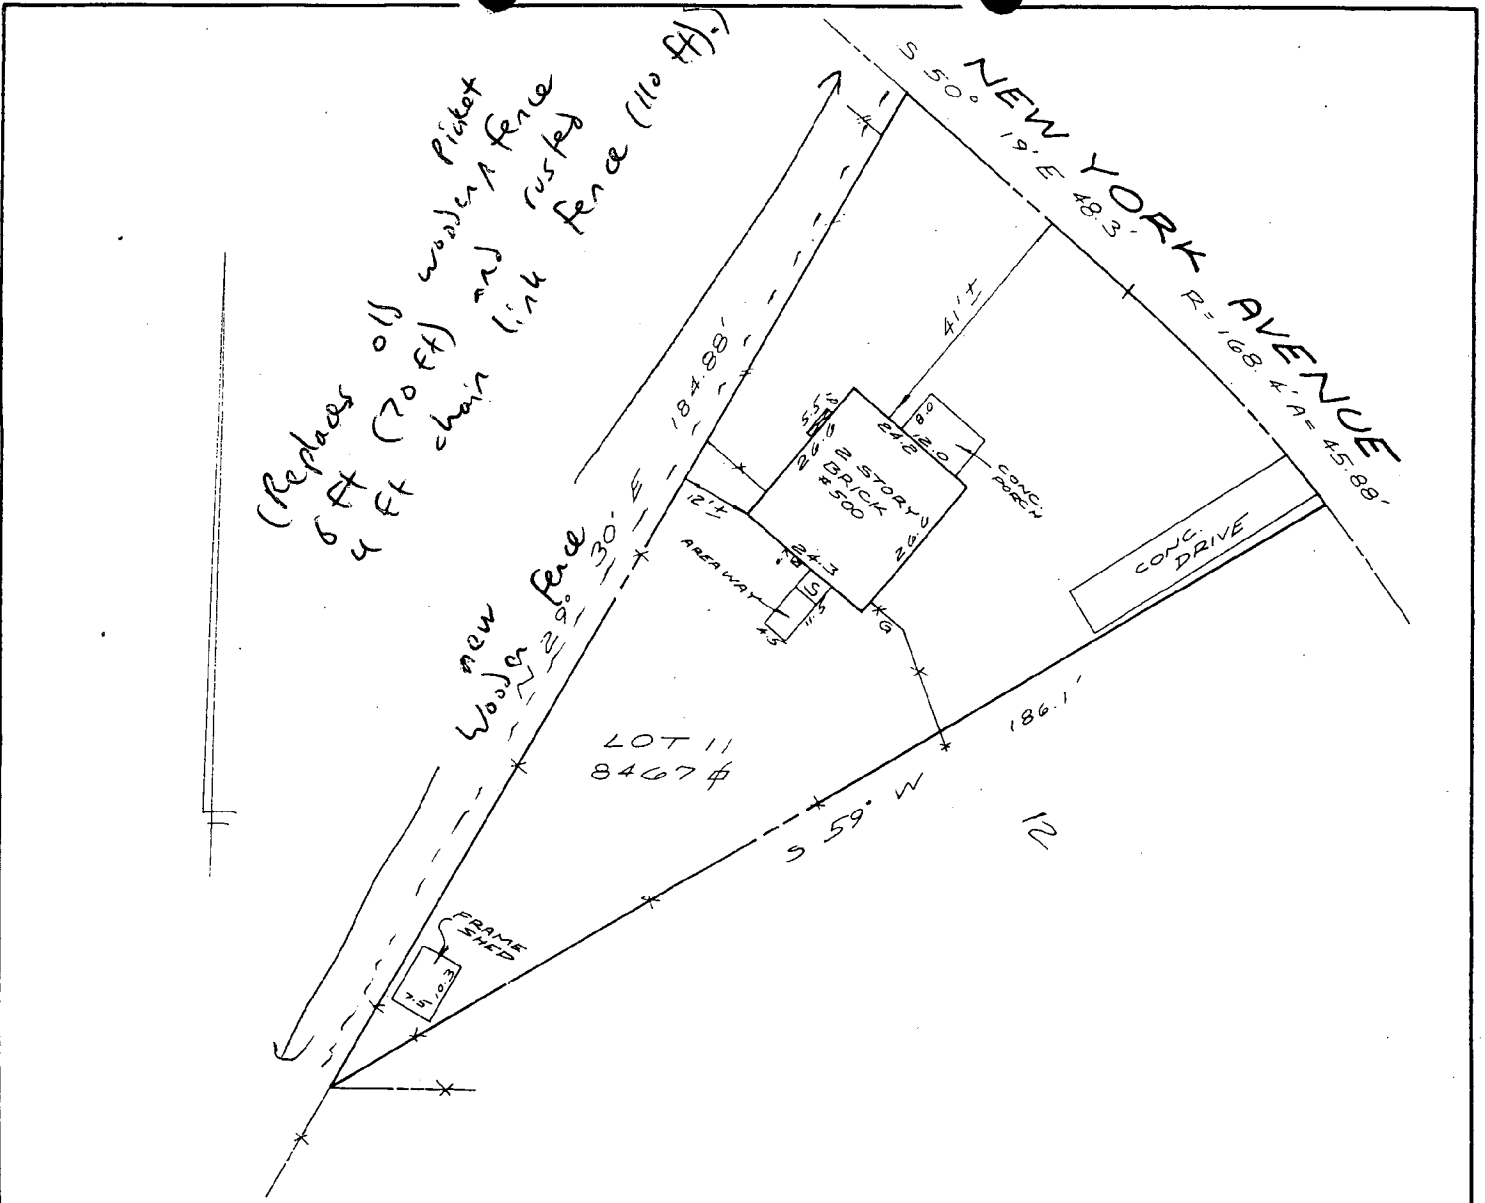 (Replaces old wooden picket fence
6 ft (70 ft) and rusted
4 ft chain link fence (110 ft).)
NEW YORK AVENUE
S 50° 19' E 48.3'
R = 168.4' A = 45.88'
184.88'
41'±
8.0
12.0
CONC.
PORCH
5.5
24.2
26.0
2 STORY
BRICK
#500
26.0
24.3
12'±
AREAWAY
S
11.5
4.5
G
CONC.
DRIVE
new
wooden fence
N 29° 30' E
LOT 11
8467
186.1'
S 59° W
12
FRAME
SHED
7.5 10.3